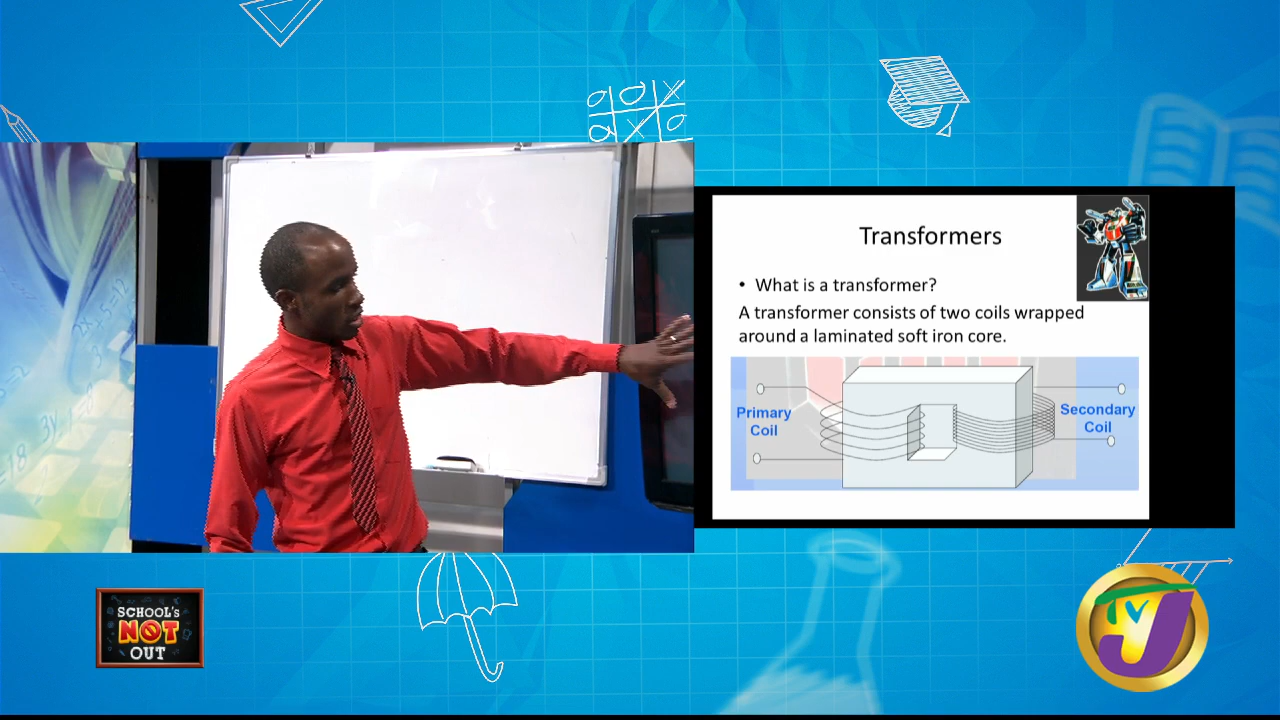 Transformers
• What is a transformer?
A transformer consists of two coils wrapped
around a laminated soft iron core.
Primary
Coil
Secondary
Coil
SCHOOL's
NOT
OUT
TVJ